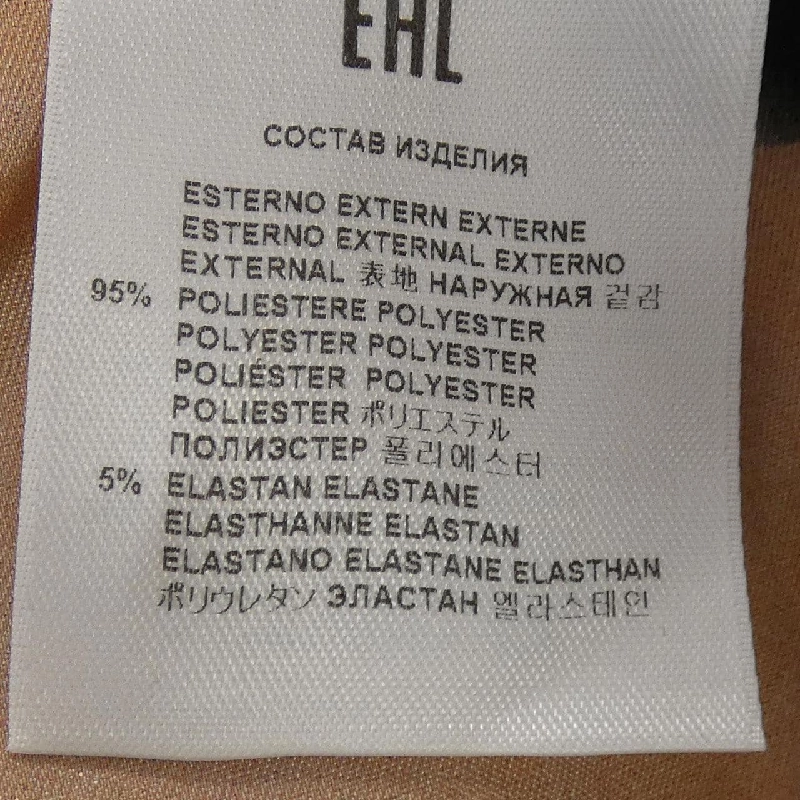 EAC
СОСТАВ ИЗДЕЛИЯ
ESTERNO EXTERN EXTERNE
ESTERNO EXTERNAL EXTERNO
EXTERNAL 表地 НАРУЖНАЯ 겉감
95% POLIESTERE POLYESTER
POLYESTER POLYESTER
POLIÉSTER POLYESTER
POLIESTER ポリエステル
ПОЛИЭСТЕР 폴리에스터
5% ELASTAN ELASTANE
ELASTHANNE ELASTAN
ELASTANO ELASTANE ELASTHAN
ポリウレタン ЭЛАСТАН 엘라스테인